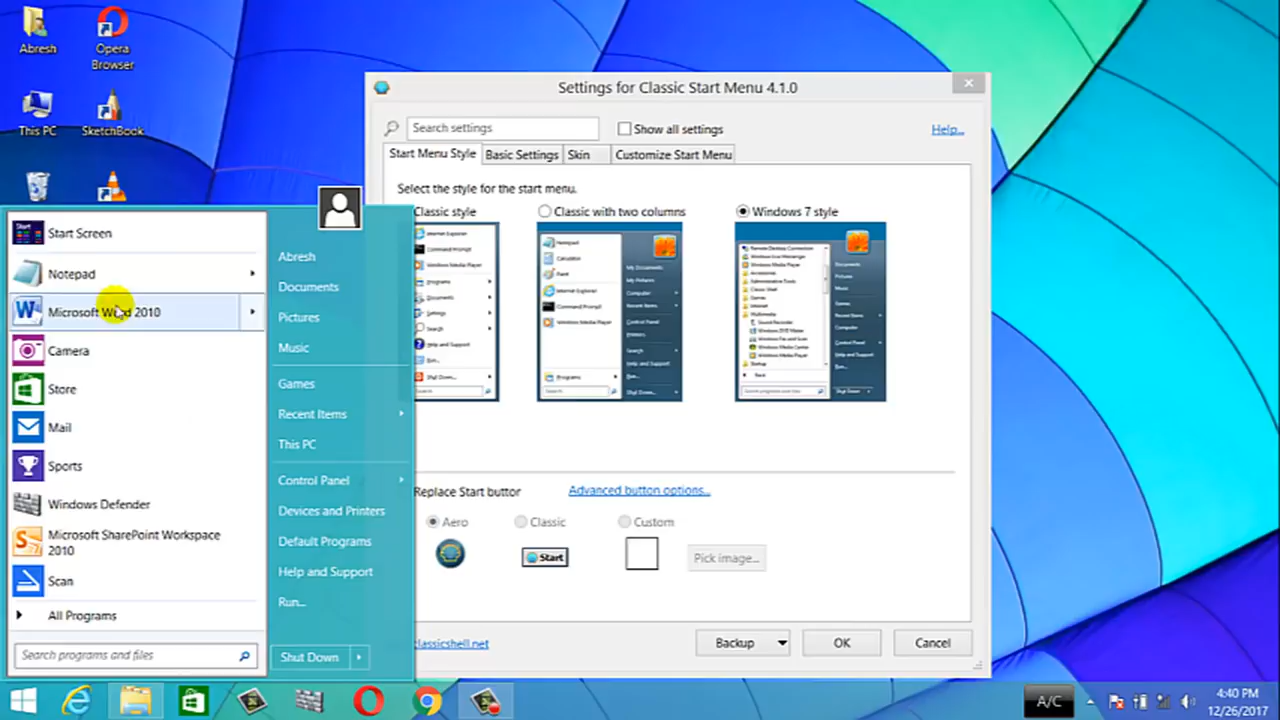 Abresh
Opera
Browser
This PC
SketchBook
Settings for Classic Start Menu 4.1.0
Search settings
Show all settings
Help...
Start Menu Style
Basic Settings
Skin
Customize Start Menu
Select the style for the start menu.
Classic style
Classic with two columns
Windows 7 style
Replace Start button
Advanced button options...
Aero
Classic
Custom
Start
Pick image...
classicshell.net
Backup
OK
Cancel
Start Screen
Notepad
Microsoft Word 2010
Camera
Store
Mail
Sports
Windows Defender
Microsoft SharePoint Workspace
2010
Scan
All Programs
Search programs and files
Abresh
Documents
Pictures
Music
Games
Recent Items
This PC
Control Panel
Devices and Printers
Default Programs
Help and Support
Run...
Shut Down
A/C
4:40 PM
12/26/2017